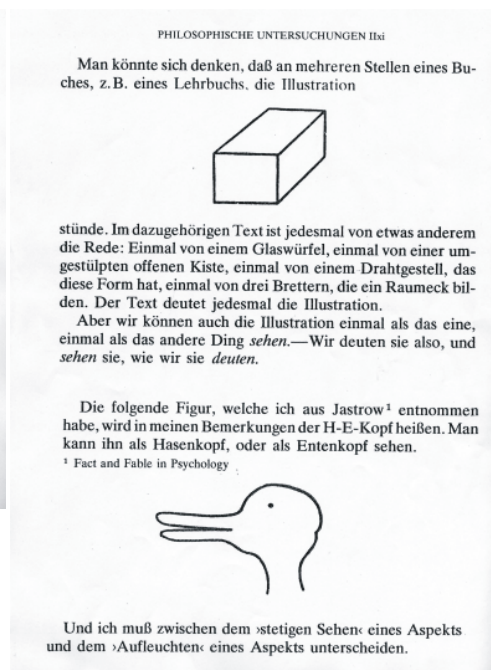 PHILOSOPHISCHE UNTERSUCHUNGEN IIxi
Man könnte sich denken, daß an mehreren Stellen eines Bu-
ches, z.B. eines Lehrbuchs, die Illustration
stünde. Im dazugehörigen Text ist jedesmal von etwas anderem
die Rede: Einmal von einem Glaswürfel, einmal von einer um-
gestülpten offenen Kiste, einmal von einem Drahtgestell, das
diese Form hat, einmal von drei Brettern, die ein Raumeck bil-
den. Der Text deutet jedesmal die Illustration.
Aber wir können auch die Illustration einmal als das eine,
einmal als das andere Ding sehen.—Wir deuten sie also, und
sehen sie, wie wir sie deuten.
Die folgende Figur, welche ich aus Jastrow¹ entnommen
habe, wird in meinen Bemerkungen der H-E-Kopf heißen. Man
kann ihn als Hasenkopf, oder als Entenkopf sehen.
¹ Fact and Fable in Psychology
Und ich muß zwischen dem ›stetigen Sehen‹ eines Aspekts
und dem ›Aufleuchten‹ eines Aspekts unterscheiden.